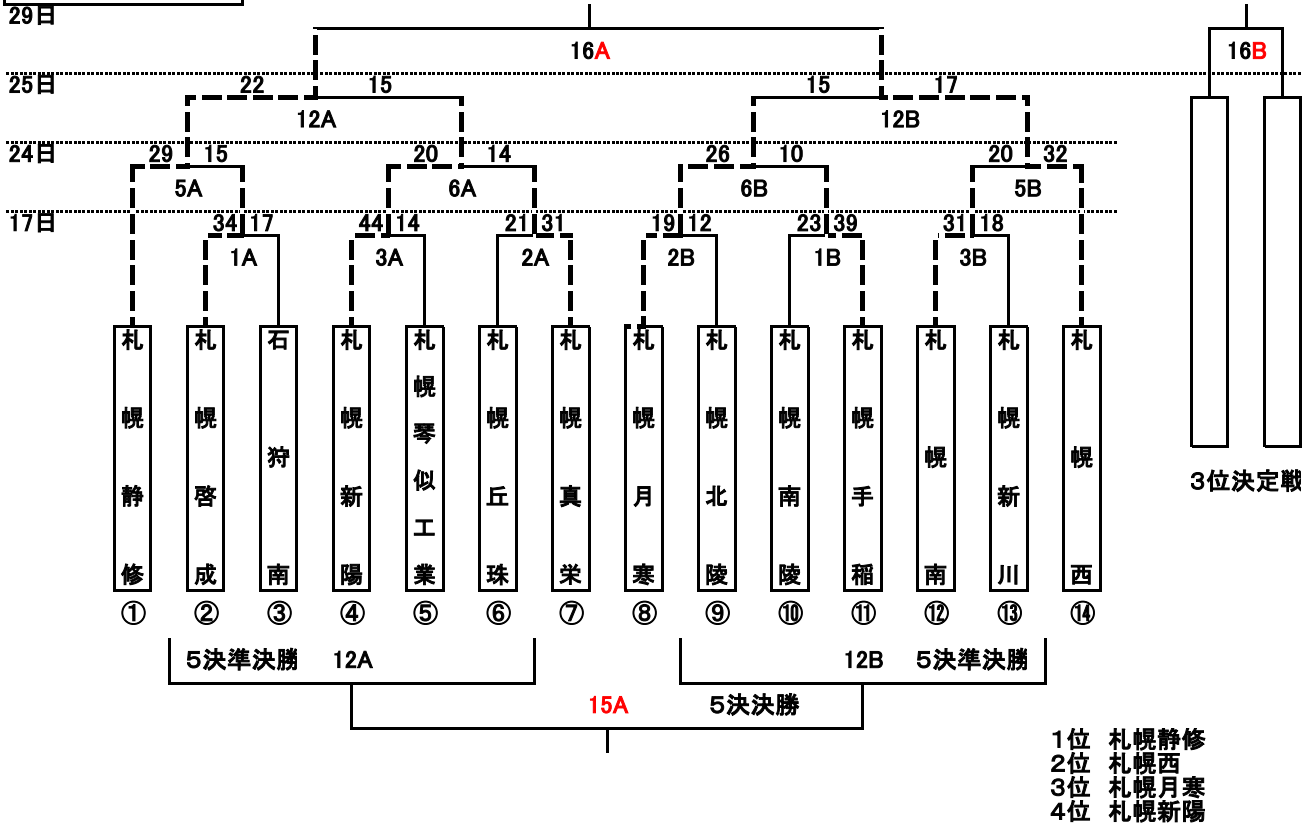 29日
16A
16B
25日
22 15
15 17
12A
12B
24日
29 15
20 14
26 10
20 32
5A
6A
6B
5B
17日
34 17
44 14
21 31
19 12
23 39
31 18
1A
3A
2A
2B
1B
3B
札幌静修
札幌啓成
石狩南
札幌新陽
札幌琴似工業
札幌丘珠
札幌真栄
札幌月寒
札幌北陵
札幌南陵
札幌手稲
札幌南
札幌新川
札幌西
① ② ③ ④ ⑤ ⑥ ⑦ ⑧ ⑨ ⑩ ⑪ ⑫ ⑬ ⑭
3位決定戦
5決準決勝 12A
12B 5決準決勝
15A 5決決勝
1位 札幌静修
2位 札幌西
3位 札幌月寒
4位 札幌新陽